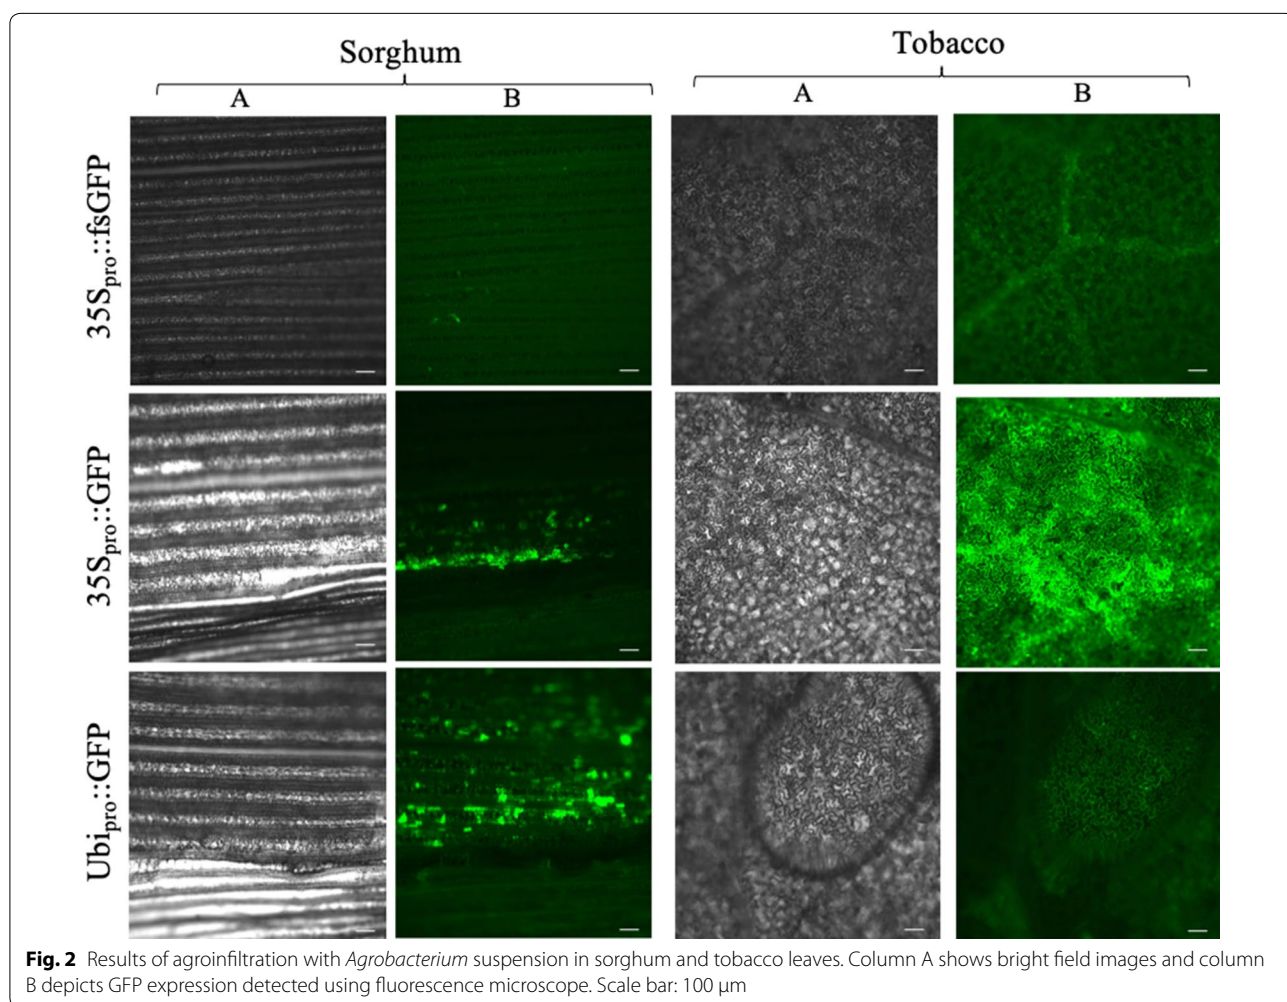 Sorghum
Tobacco
A
B
A
B
35Spro::fsGFP
35Spro::GFP
Ubipro::GFP
Fig. 2 Results of agroinfiltration with Agrobacterium suspension in sorghum and tobacco leaves. Column A shows bright field images and column
B depicts GFP expression detected using fluorescence microscope. Scale bar: 100 µm